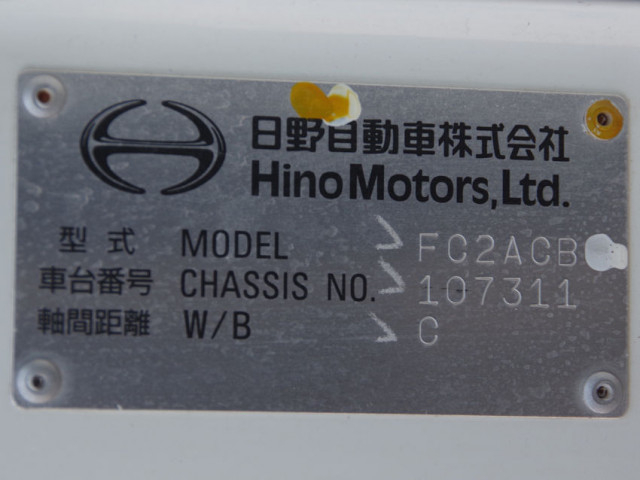 日野自動車株式会社
Hino Motors, Ltd.
型式 MODEL FC2ACB
車台番号 CHASSIS NO. 107311
軸間距離 W/B C